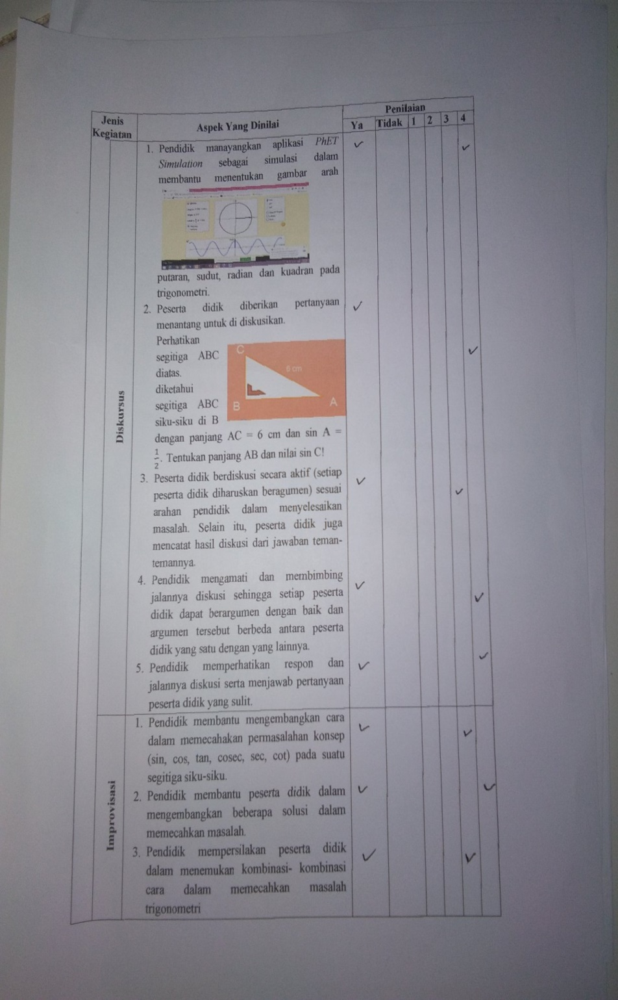 Jenis
Kegiatan
Aspek Yang Dinilai
Penilaian
Ya Tidak 1 2 3 4
Diskursus
1. Pendidik manayangkan aplikasi PhET
Simulation sebagai simulasi dalam
membantu menentukan gambar arah
putaran, sudut, radian dan kuadran pada
trigonometri.
2. Peserta didik diberikan pertanyaan
menantang untuk di diskusikan.
Perhatikan
segitiga ABC
diatas.
diketahui
segitiga ABC
siku-siku di B
C
6 cm
B
A
dengan panjang AC = 6 cm dan sin A =
1/2. Tentukan panjang AB dan nilai sin C!
3. Peserta didik berdiskusi secara aktif (setiap
peserta didik diharuskan beragumen) sesuai
arahan pendidik dalam menyelesaikan
masalah. Selain itu, peserta didik juga
mencatat hasil diskusi dari jawaban teman-
temannya.
4. Pendidik mengamati dan membimbing
jalannya diskusi sehingga setiap peserta
didik dapat berargumen dengan baik dan
argumen tersebut berbeda antara peserta
didik yang satu dengan yang lainnya.
5. Pendidik memperhatikan respon dan
jalannya diskusi serta menjawab pertanyaan
peserta didik yang sulit.
Improvisasi
1. Pendidik membantu mengembangkan cara
dalam memecahakan permasalahan konsep
(sin, cos, tan, cosec, sec, cot) pada suatu
segitiga siku-siku.
2. Pendidik membantu peserta didik dalam
mengembangkan beberapa solusi dalam
memecahkan masalah.
3. Pendidik mempersilakan peserta didik
dalam menemukan kombinasi- kombinasi
cara dalam memecahkan masalah
trigonometri